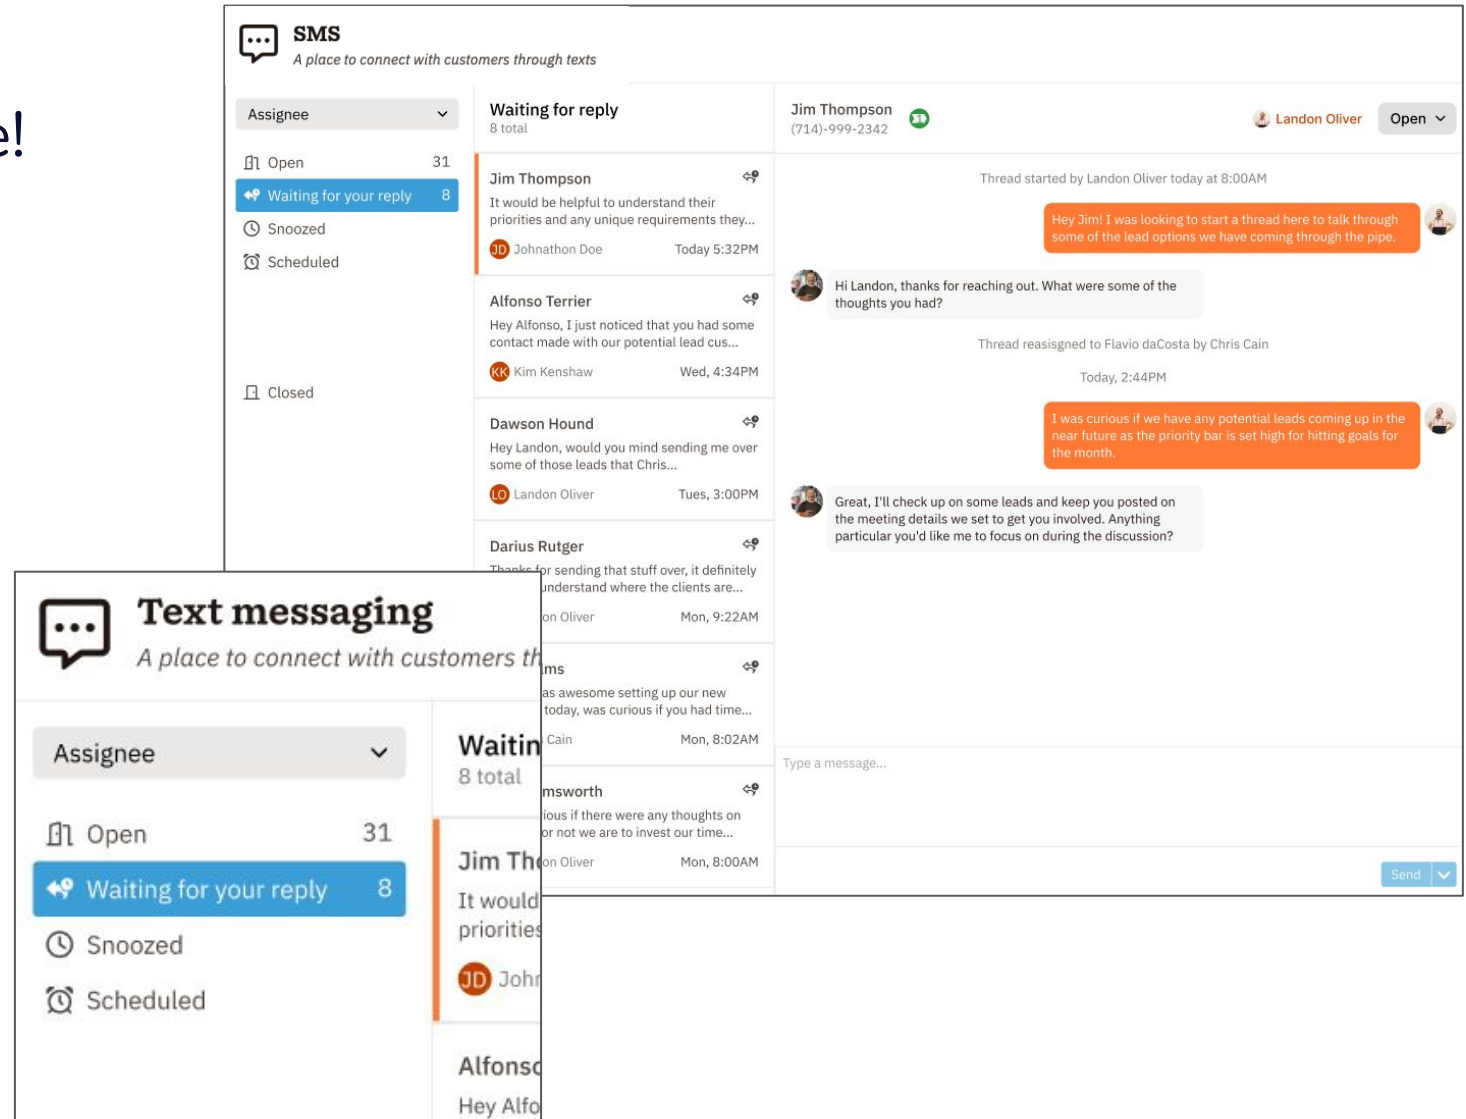 e!
SMS
A place to connect with customers through texts
Assignee
Open 31
Waiting for your reply 8
Snoozed
Scheduled
Closed
Waiting for reply
8 total
Jim Thompson
It would be helpful to understand their
priorities and any unique requirements they...
JD Johnathon Doe Today 5:32PM
Alfonso Terrier
Hey Alfonso, I just noticed that you had some
contact made with our potential lead cus...
KK Kim Kenshaw Wed, 4:34PM
Dawson Hound
Hey Landon, would you mind sending me over
some of those leads that Chris...
LO Landon Oliver Tues, 3:00PM
Darius Rutger
Thanks for sending that stuff over, it definitely
understand where the clients are...
on Oliver Mon, 9:22AM
ms
as awesome setting up our new
today, was curious if you had time...
Cain Mon, 8:02AM
msworth
ious if there were any thoughts on
or not we are to invest our time...
on Oliver Mon, 8:00AM
Jim Thompson
(714)-999-2342
Landon Oliver
Open
Thread started by Landon Oliver today at 8:00AM
Hey Jim! I was looking to start a thread here to talk through
some of the lead options we have coming through the pipe.
Hi Landon, thanks for reaching out. What were some of the
thoughts you had?
Thread reasisgned to Flavio daCosta by Chris Cain
Today, 2:44PM
I was curious if we have any potential leads coming up in the
near future as the priority bar is set high for hitting goals for
the month.
Great, I'll check up on some leads and keep you posted on
the meeting details we set to get you involved. Anything
particular you'd like me to focus on during the discussion?
Type a message...
Send
Text messaging
A place to connect with customers th
Assignee
Open 31
Waiting for your reply 8
Snoozed
Scheduled
Waitin
8 total
Jim Tho
It would
priorities
JD John
Alfonso
Hey Alfo